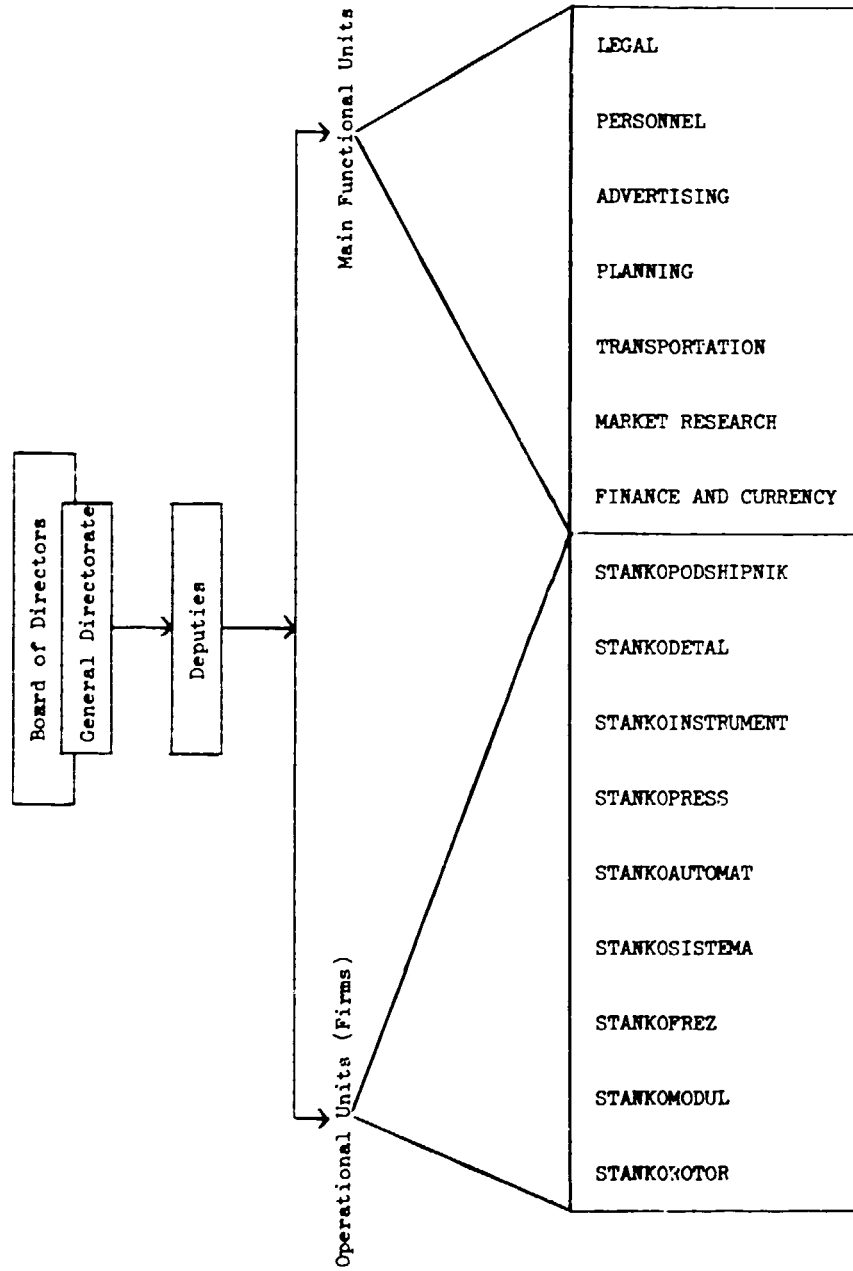 Board of Directors
General Directorate
Deputies
Operational Units (Firms)
Main Functional Units
LEGAL
PERSONNEL
ADVERTISING
PLANNING
TRANSPORTATION
MARKET RESEARCH
FINANCE AND CURRENCY
STANKOPODSHIPNIK
STANKODETAL
STANKOINSTRUMENT
STANKOPRESS
STANKOAUTOMAT
STANKOSISTEMA
STANKOFREZ
STANKOMODUL
STANKOROTOR